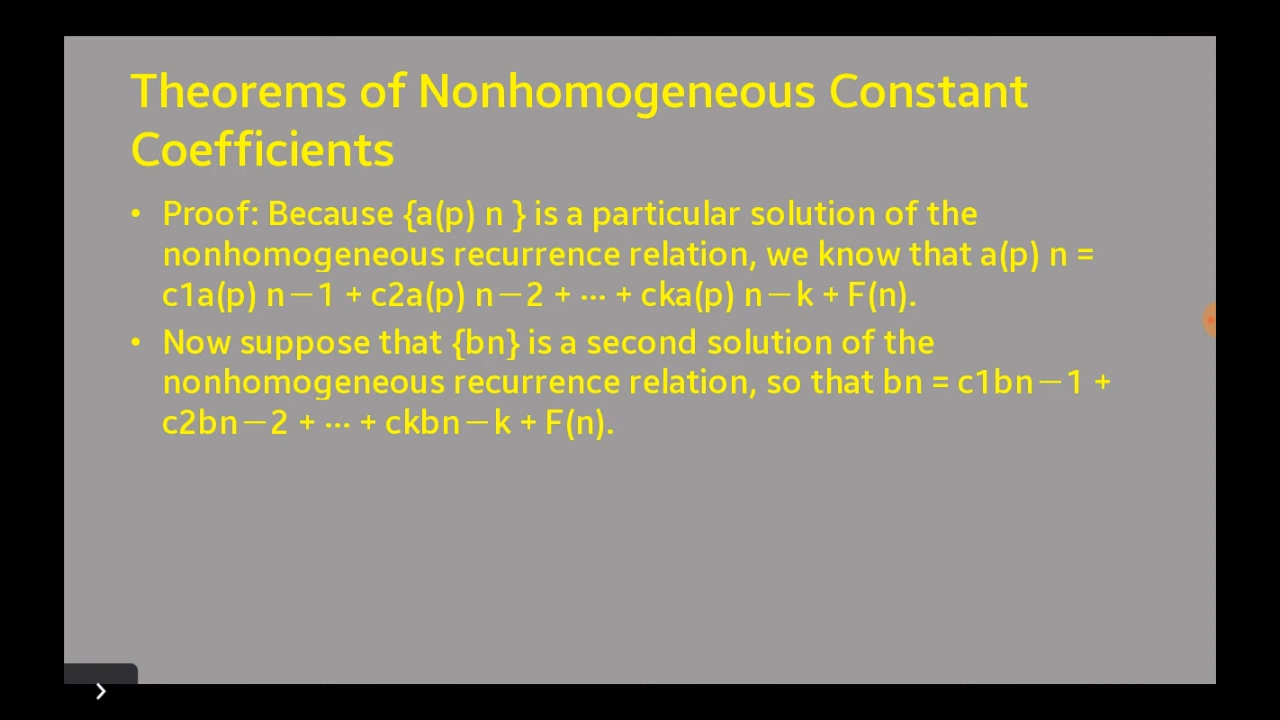 Theorems of Nonhomogeneous Constant
Coefficients
• Proof: Because {a(p) n } is a particular solution of the
nonhomogeneous recurrence relation, we know that a(p) n =
c1a(p) n−1 + c2a(p) n−2 + ··· + cka(p) n−k + F(n).
• Now suppose that {bn} is a second solution of the
nonhomogeneous recurrence relation, so that bn = c1bn−1 +
c2bn−2 + ··· + ckbn−k + F(n).